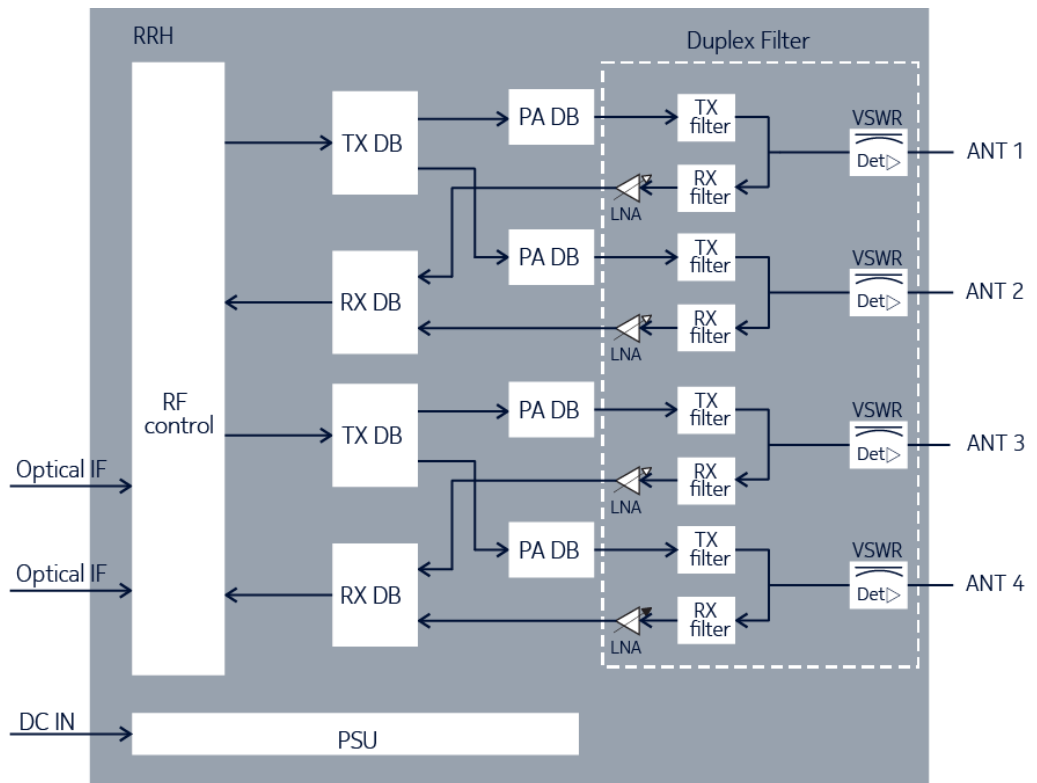 RRH
Duplex Filter
TX DB
PA DB
TX
filter
VSWR
Det
ANT 1
RX
filter
LNA
PA DB
TX
filter
VSWR
Det
ANT 2
RX DB
RX
filter
LNA
RF
control
TX DB
PA DB
TX
filter
VSWR
Det
ANT 3
Optical IF
RX
filter
LNA
PA DB
TX
filter
VSWR
Det
ANT 4
Optical IF
RX DB
RX
filter
LNA
DC IN
PSU